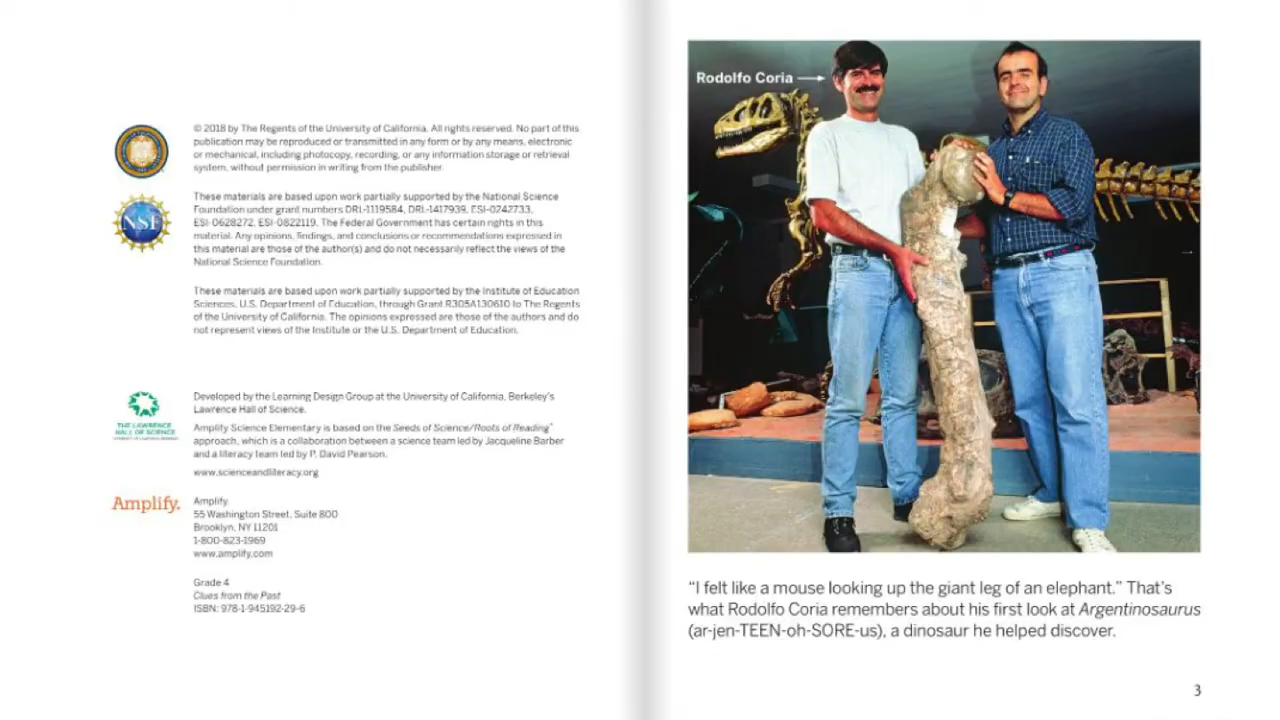 © 2018 by The Regents of the University of California. All rights reserved. No part of this
publication may be reproduced or transmitted in any form or by any means, electronic
or mechanical, including photocopy, recording, or any information storage or retrieval
system, without permission in writing from the publisher.
NSF
These materials are based upon work partially supported by the National Science
Foundation under grant numbers DRL-1119584, DRL-1417939, ESI-0242733,
ESI-0628272, ESI-0822119. The Federal Government has certain rights in this
material. Any opinions, findings, and conclusions or recommendations expressed in
this material are those of the author(s) and do not necessarily reflect the views of the
National Science Foundation.
These materials are based upon work partially supported by the Institute of Education
Sciences, U.S. Department of Education, through Grant R305A130610 to The Regents
of the University of California. The opinions expressed are those of the authors and do
not represent views of the Institute or the U.S. Department of Education.
THE LAWRENCE
HALL OF SCIENCE
Developed by the Learning Design Group at the University of California, Berkeley's
Lawrence Hall of Science.
Amplify Science Elementary is based on the Seeds of Science/Roots of Reading®
approach, which is a collaboration between a science team led by Jacqueline Barber
and a literacy team led by P. David Pearson.
www.scienceandliteracy.org
Amplify.
Amplify.
55 Washington Street, Suite 800
Brooklyn, NY 11201
1-800-823-1969
www.amplify.com
Grade 4
Clues from the Past
ISBN: 978-1-945192-29-6
Rodolfo Coria
“I felt like a mouse looking up the giant leg of an elephant.” That’s
what Rodolfo Coria remembers about his first look at Argentinosaurus
(ar-jen-TEEN-oh-SORE-us), a dinosaur he helped discover.
3